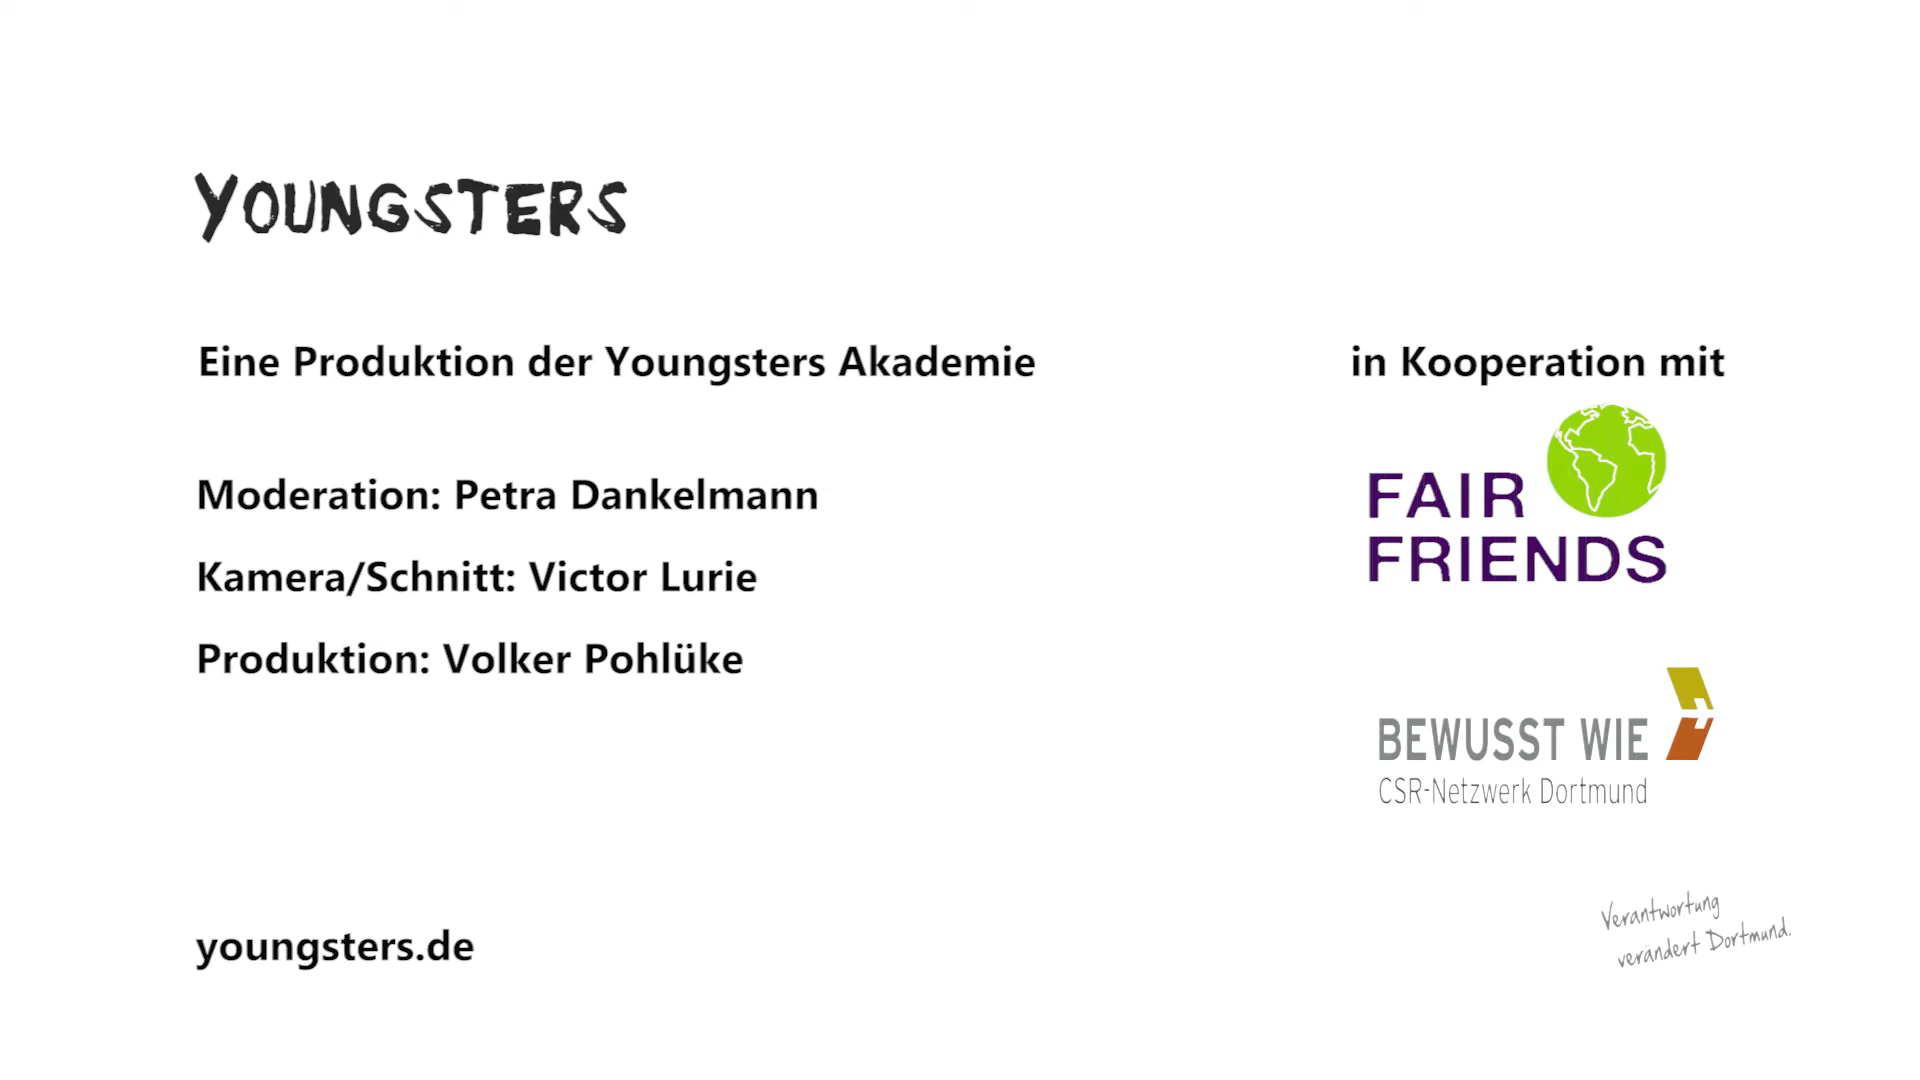 YOUNGSTERS
Eine Produktion der Youngsters Akademie
Moderation: Petra Dankelmann
Kamera/Schnitt: Victor Lurie
Produktion: Volker Pohlüke
youngsters.de
in Kooperation mit
FAIR
FRIENDS
BEWUSST WIE
CSR-Netzwerk Dortmund
Verantwortung
verändert Dortmund.